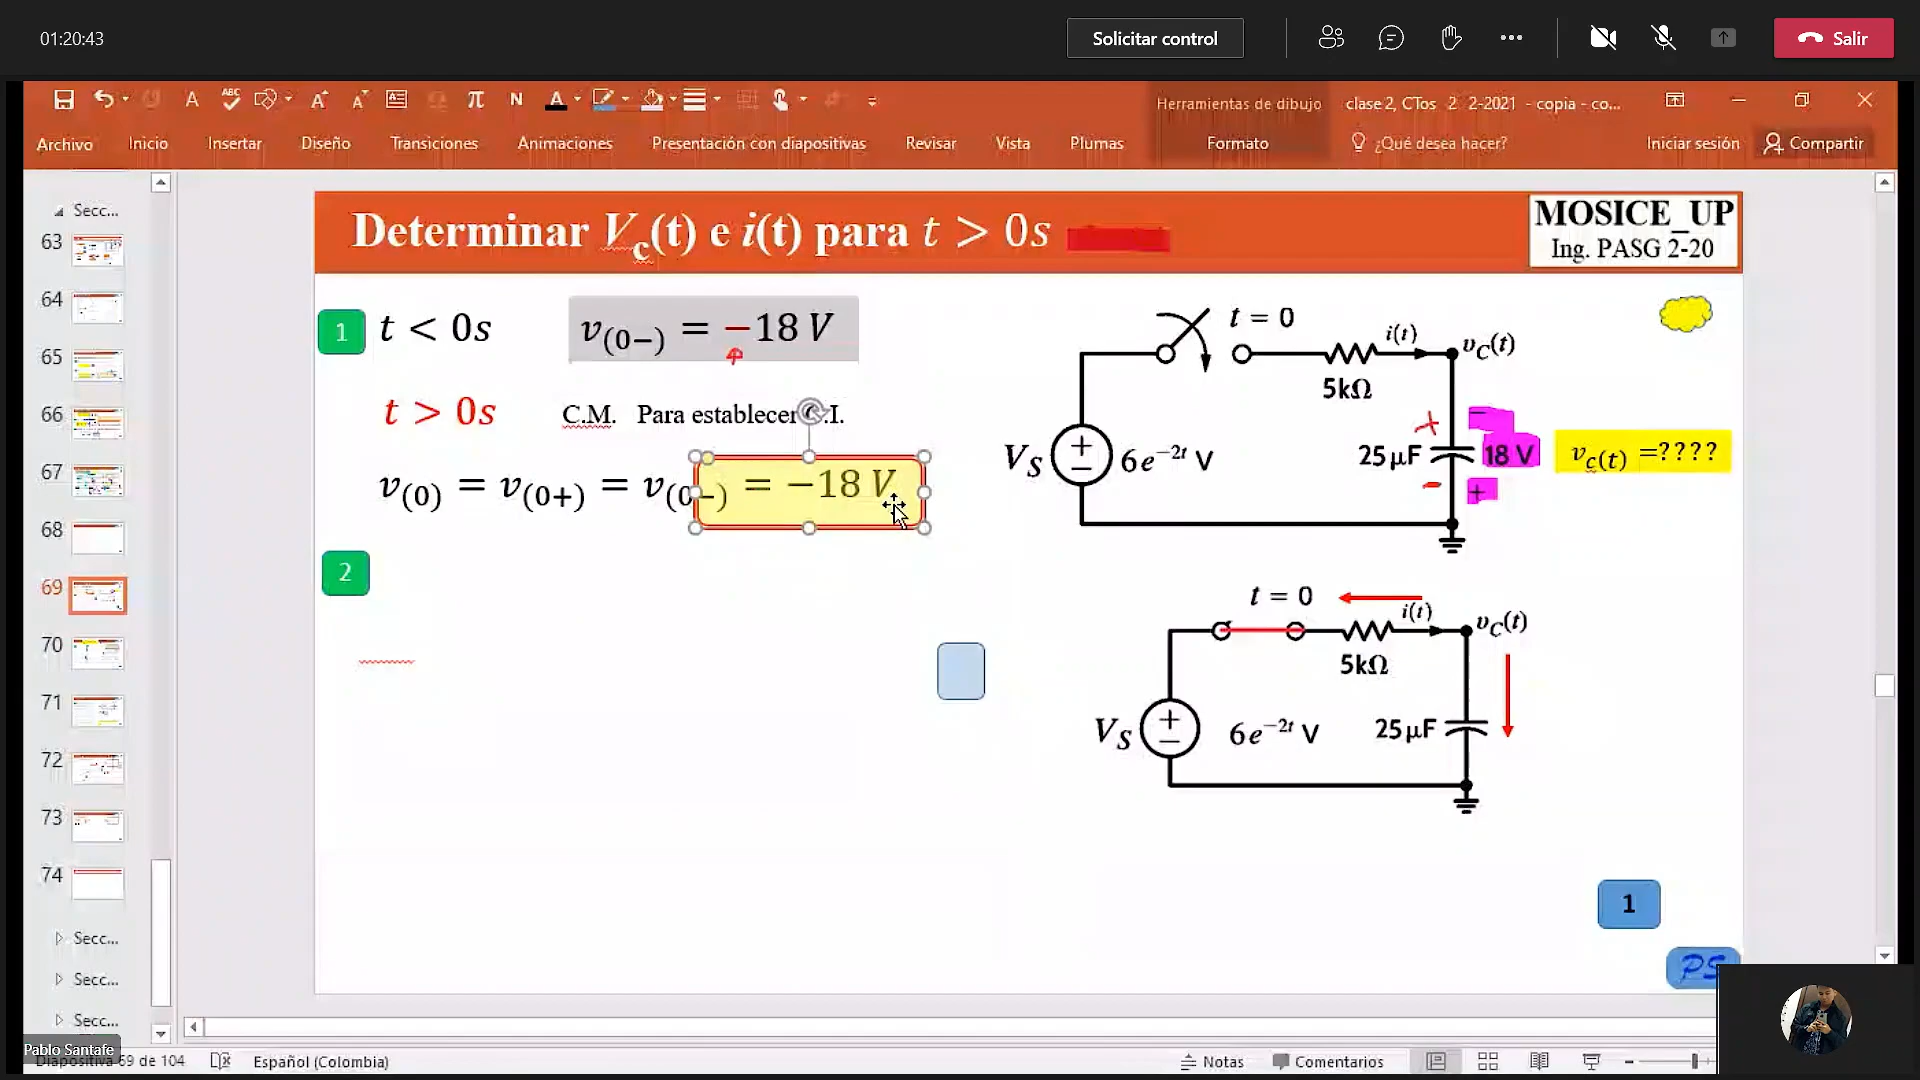 01:20:43
Solicitar control
Salir
Herramientas de dibujo
clase 2, CTos 2 2-2021 - copia - co...
Archivo
Inicio
Insertar
Diseño
Transiciones
Animaciones
Presentación con diapositivas
Revisar
Vista
Plumas
Formato
¿Qué desea hacer?
Iniciar sesión
Compartir
Secc...
63
64
65
66
67
68
69
70
71
72
73
74
Secc...
Secc...
Secc...
Determinar V_c(t) e i(t) para t > 0s
MOSICE_UP
Ing. PASG 2-20
1
t < 0s
v_(0−) = −18 V
t > 0s
C.M. Para establecer C.I.
v_(0) = v_(0+) = v_(0−) = −18 V
2
t = 0
i(t)
v_C(t)
5kΩ
V_S
+
−
6e^{−2t} V
25 µF
+
−
−
18 V
+
v_c(t) =????
t = 0
i(t)
v_C(t)
5kΩ
V_S
+
−
6e^{−2t} V
25 µF
1
PS
Pablo Santafe
Diapositiva 69 de 104
Español (Colombia)
Notas
Comentarios